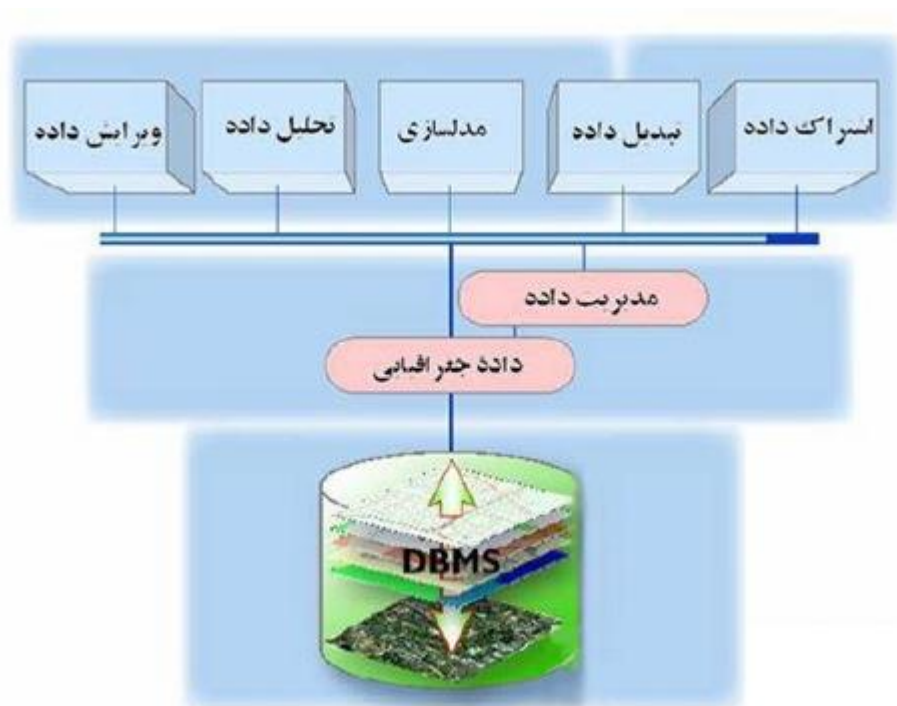 اشتراک داده
تبدیل داده
مدلسازی
تحلیل داده
ویرایش داده
مدیریت داده
دادهٔ جغرافیایی
DBMS